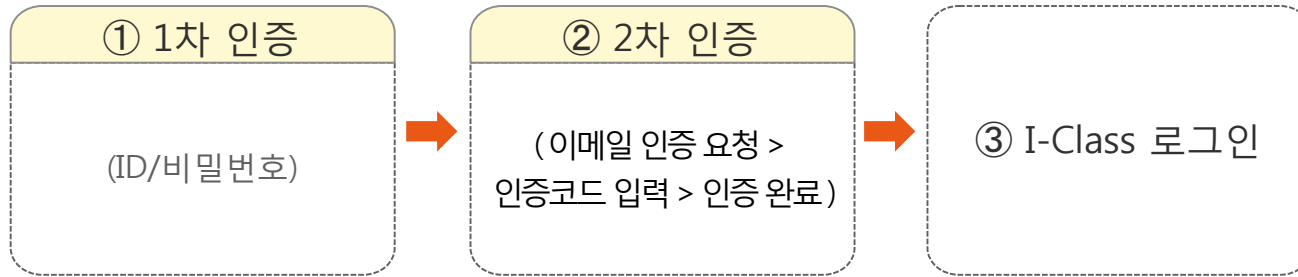 ① 1차 인증
(ID/비밀번호)
② 2차 인증
( 이메일 인증 요청 >
인증코드 입력 > 인증 완료 )
③ I-Class 로그인